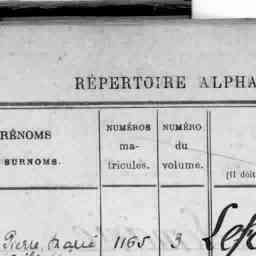 RÉPERTOIRE ALPHA
RÉNOMS
SURNOMS.
NUMÉROS
ma-
tricules.
NUMÉRO
du
volume.
(Il doit
Pierre, Marie 1165 3